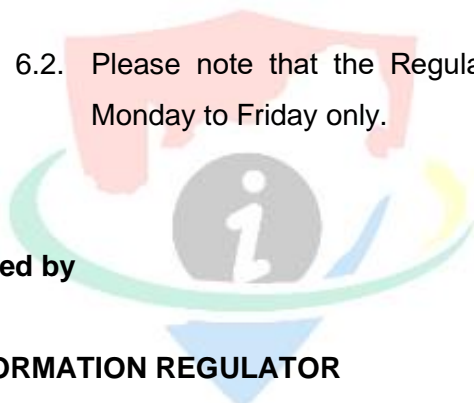 6.2. Please note that the Regula
Monday to Friday only.
ed by
ORMATION REGULATOR